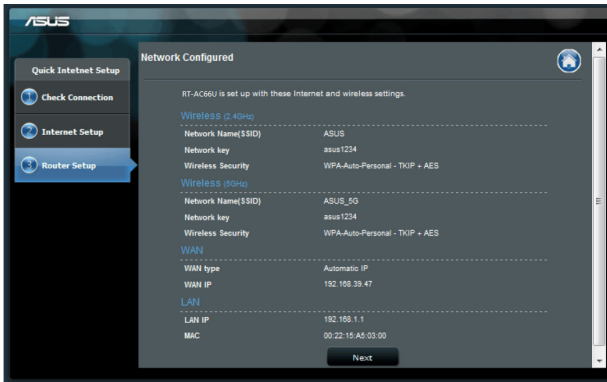 ASUS
Quick Intetnet Setup
1 Check Connection
2 Internet Setup
3 Router Setup
Network Configured
RT-AC66U is set up with these Internet and wireless settings.
Wireless (2.4GHz)
Network Name(SSID) ASUS
Network key asus1234
Wireless Security WPA-Auto-Personal - TKIP + AES
Wireless (5GHz)
Network Name(SSID) ASUS_5G
Network key asus1234
Wireless Security WPA-Auto-Personal - TKIP + AES
WAN
WAN type Automatic IP
WAN IP 192.168.39.47
LAN
LAN IP 192.168.1.1
MAC 00:22:15:A5:03:00
Next